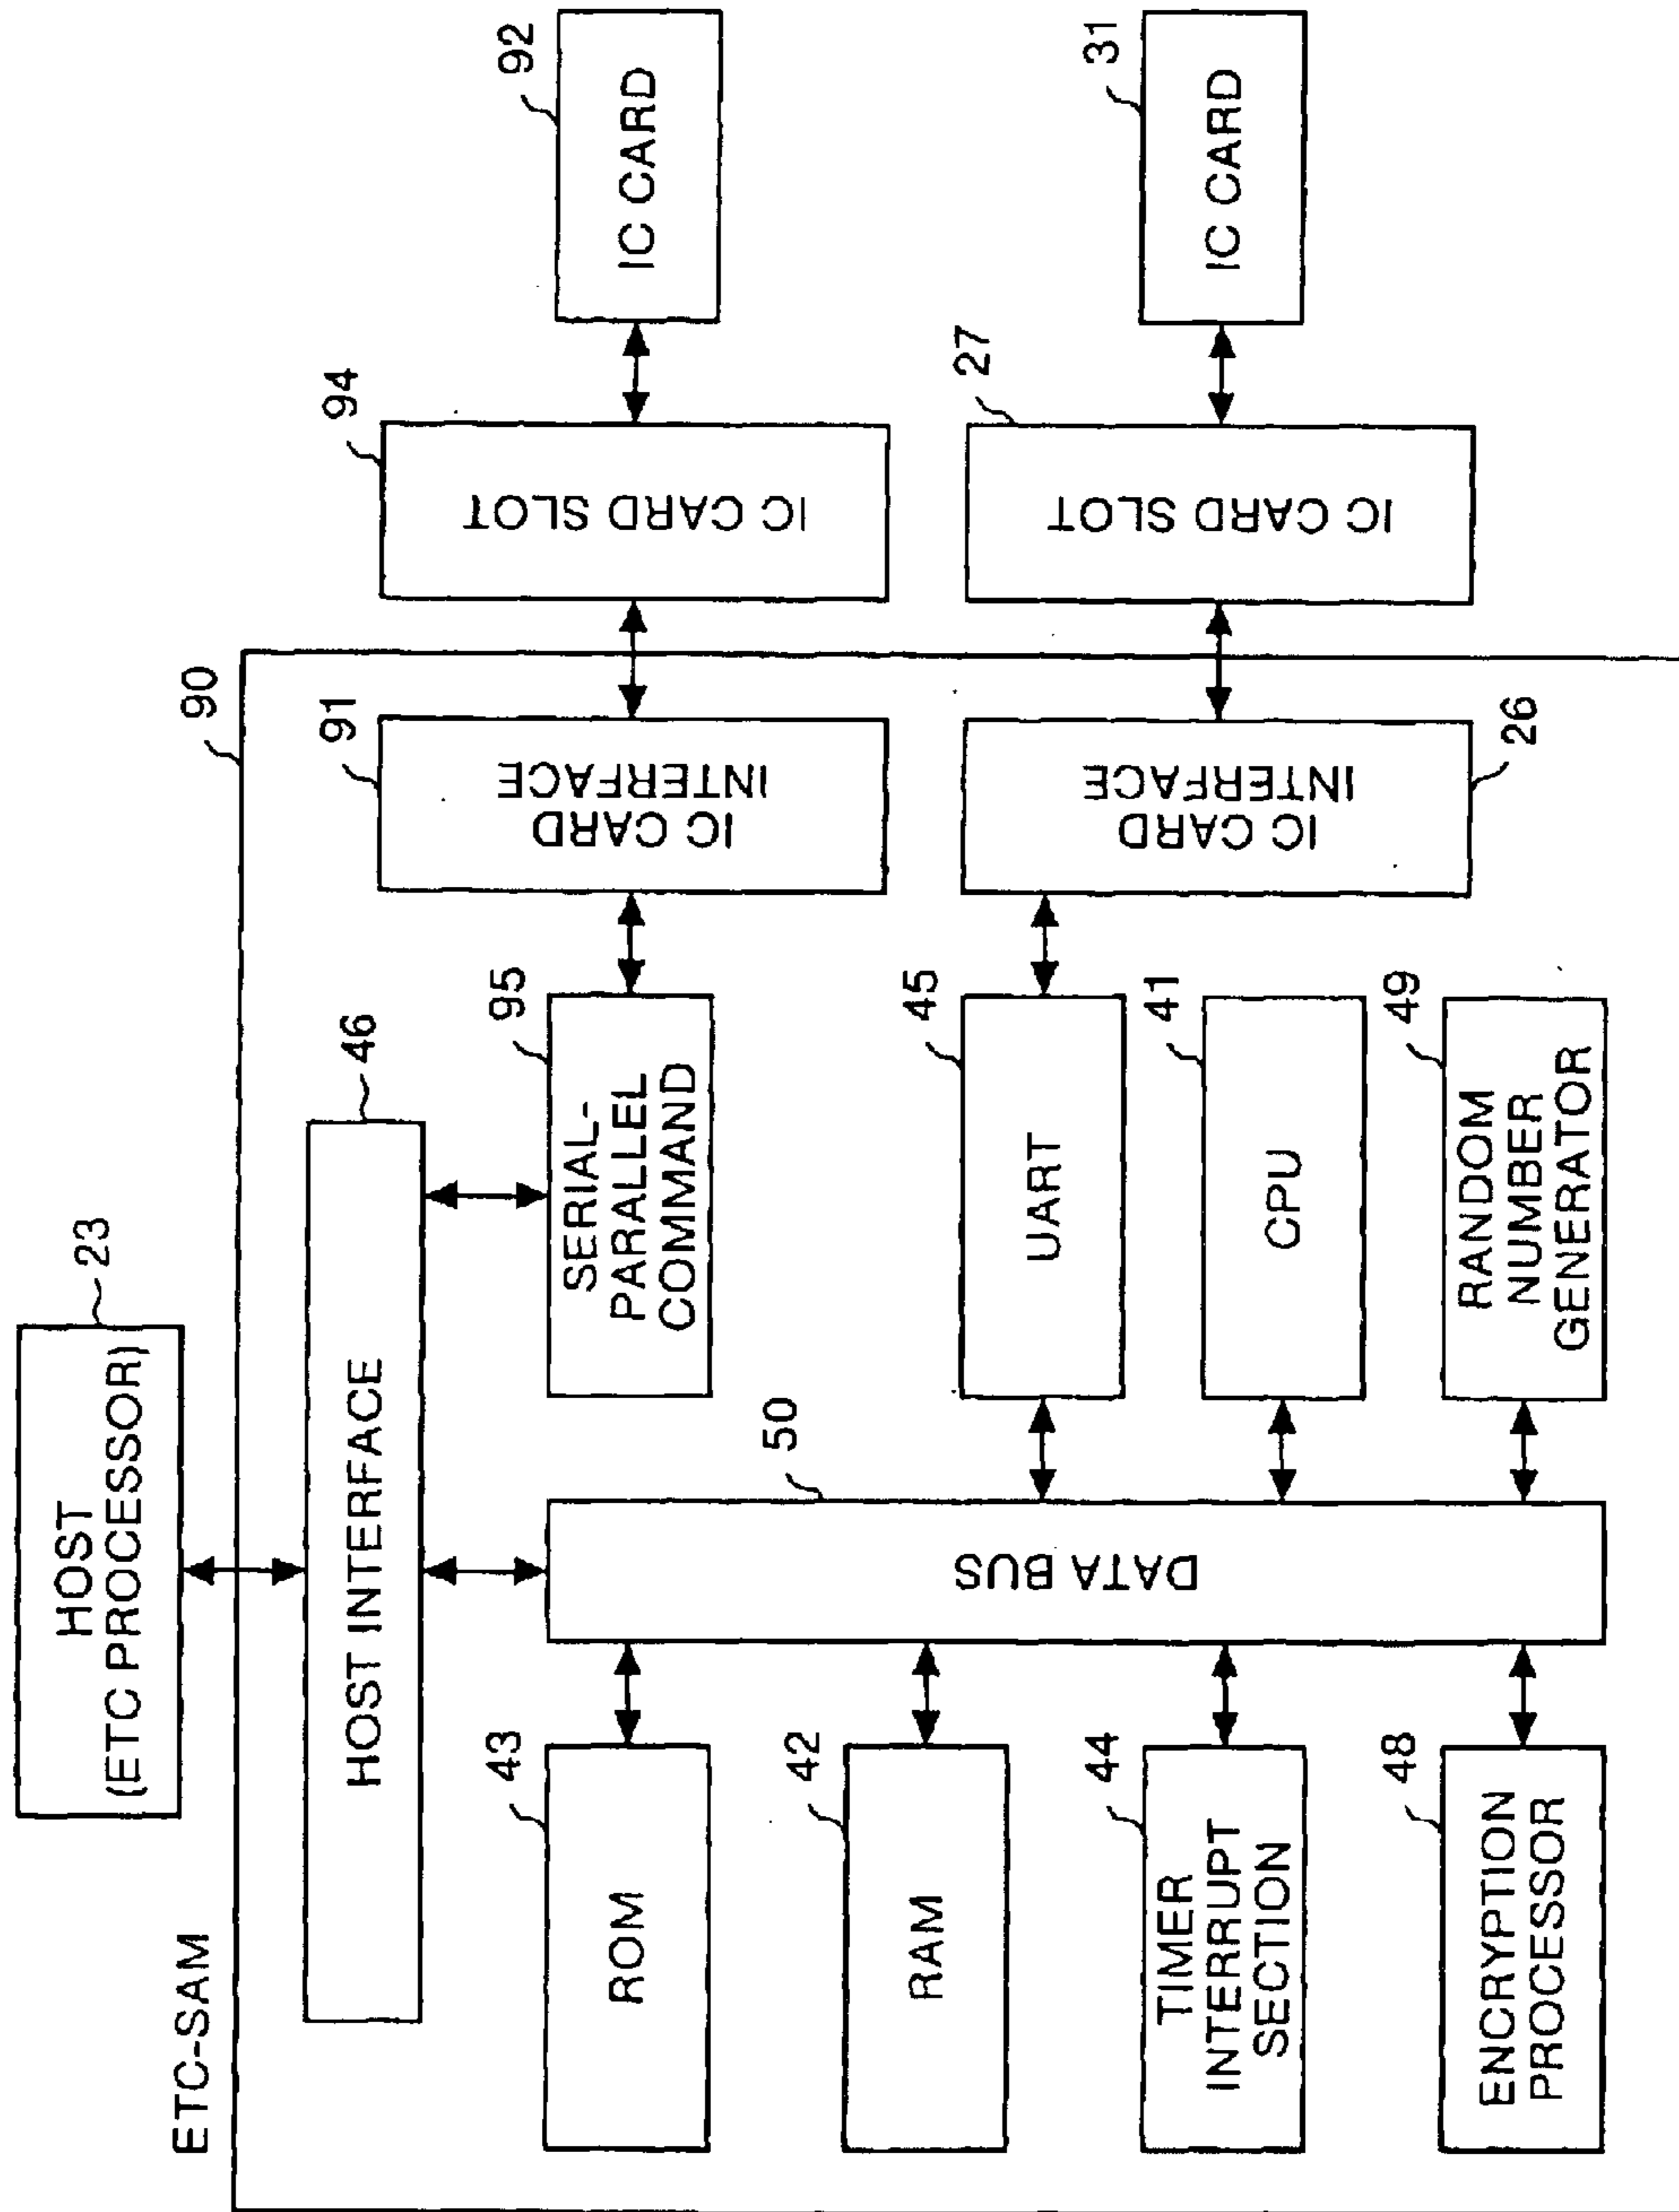 HOST
(ETC PROCESSOR)
23
ETC-SAM
90
HOST INTERFACE
46
ROM
43
RAM
42
TIMER
INTERRUPT
SECTION
44
ENCRYPTION
PROCESSOR
48
DATA BUS
50
SERIAL-
PARALLEL
COMMAND
95
UART
45
CPU
41
RANDOM
NUMBER
GENERATOR
49
IC CARD
INTERFACE
91
IC CARD
INTERFACE
26
IC CARD SLOT
94
IC CARD SLOT
27
IC CARD
92
IC CARD
31